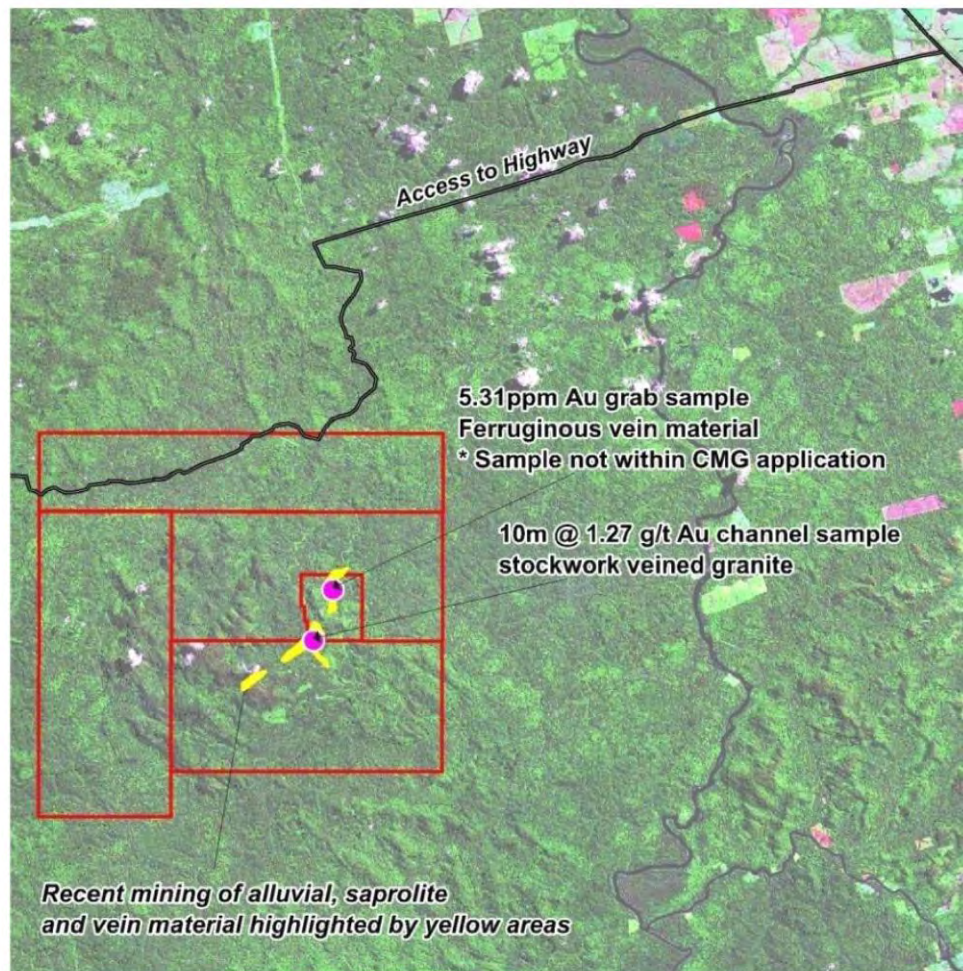 Access to Highway
5.31ppm Au grab sample
Ferruginous vein material
* Sample not within CMG application
10m @ 1.27 g/t Au channel sample
stockwork veined granite
Recent mining of alluvial, saprolite
and vein material highlighted by yellow areas